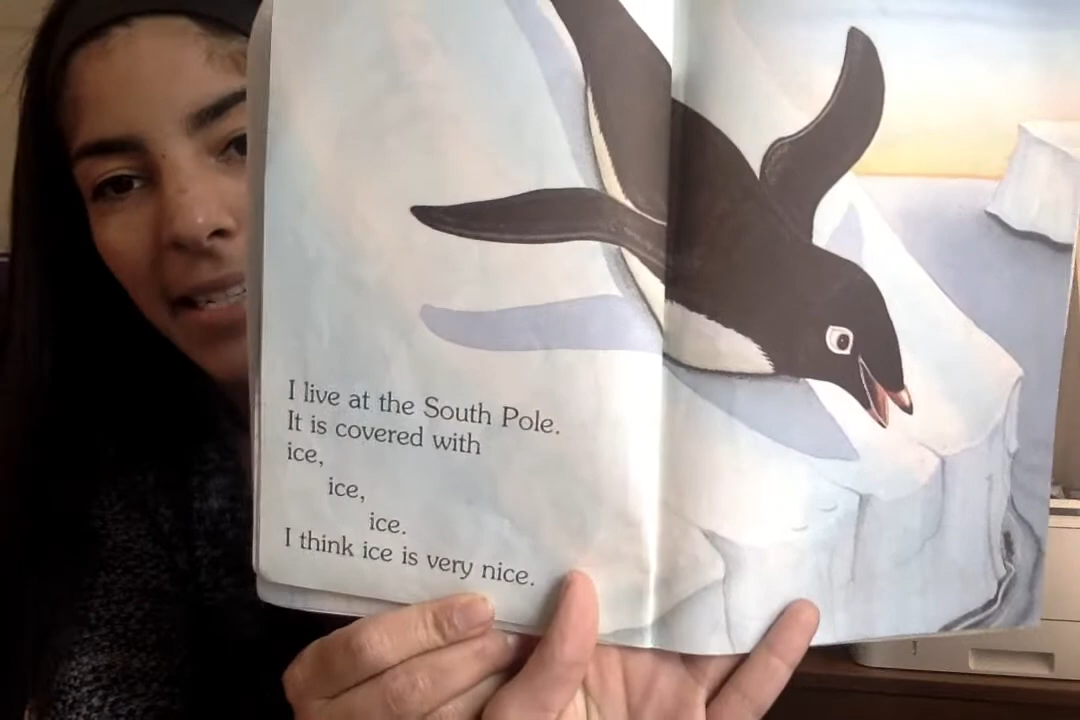 I live at the South Pole.
It is covered with
ice,
ice,
ice.
I think ice is very nice.